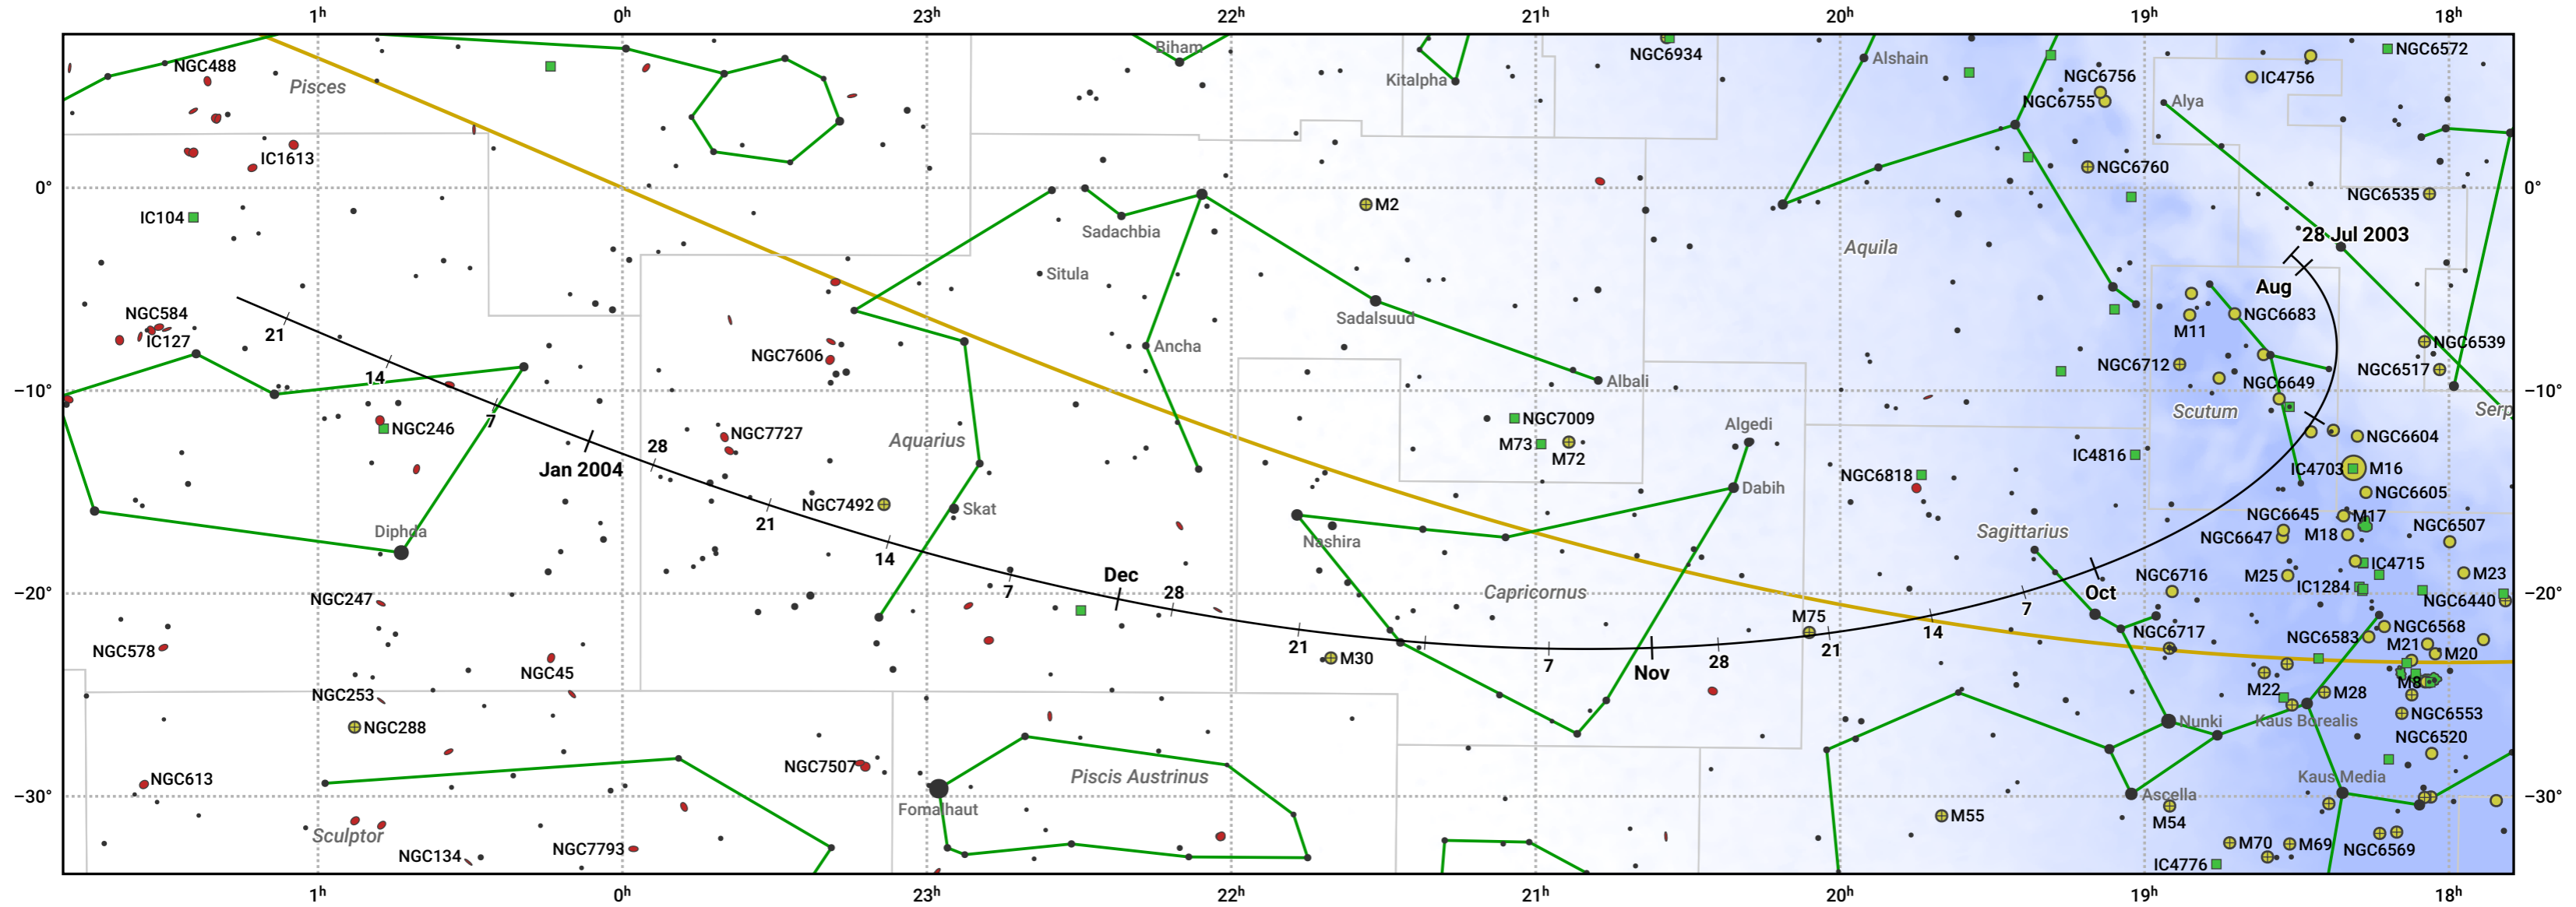 1h 0h 23h 22h 21h 20h 19h 18h
NGC488
Pisces
Biham
Kitalpha
NGC6934
Alshain
NGC6756
NGC6755
IC4756
NGC6572
Alya
IC1613
NGC6760
0° 0°
IC104
M2
NGC6535
Sadachbia
Aquila
28 Jul 2003
Situla
Aug
NGC584
IC127
21
Sadalsuud
NGC6683
M11
Ancha
NGC7606
NGC6539
NGC6712
NGC6517
14
NGC6649
Albali
−10° −10°
Scutum
Serp
7
NGC246
NGC7009
Algedi
NGC7727
Aquarius
M73
M72
NGC6604
28
Jan 2004
IC4816
IC4703
M16
NGC6818
Dabih
NGC6605
NGC7492
Skat
21
NGC6645
M17
NGC6507
Diphda
Nashira
Sagittarius
NGC6647
M18
14
IC4715
NGC6716
M25
Dec
IC1284
M23
7
28
Capricornus
Oct
−20° −20°
NGC247
NGC6440
7
M75
14
NGC6717
NGC6568
NGC6583
M21
NGC578
21
M20
M30
7
28
21
NGC45
Nov
M8
NGC253
M22
M28
NGC288
Nunki
Kaus Borealis
NGC6553
NGC6520
NGC613
NGC7507
Piscis Austrinus
Kaus Media
−30° −30°
Ascella
Fomalhaut
M55
M54
Sculptor
NGC134
NGC7793
M70
M69
NGC6569
IC4776
1h 0h 23h 22h 21h 20h 19h 18h